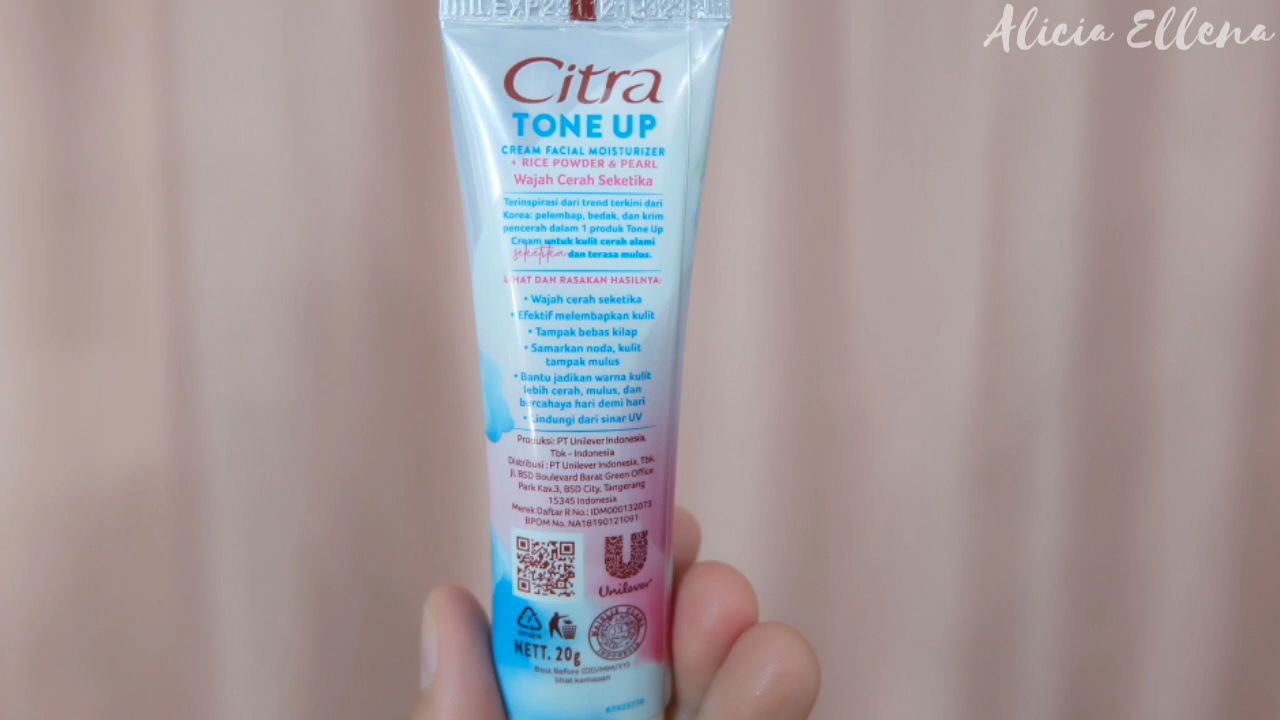 Alicia Ellena
Citra
TONE UP
CREAM FACIAL MOISTURIZER
+ RICE POWDER & PEARL
Wajah Cerah Seketika
Terinspirasi dari trend terkini dari
Korea: pelembap, bedak, dan krim
pencerah dalam 1 produk Tone Up
Cream untuk kulit cerah alami
seketika dan terasa mulus.
LIHAT DAN RASAKAN HASILNYA:
• Wajah cerah seketika
• Efektif melembapkan kulit
• Tampak bebas kilap
• Samarkan noda, kulit
tampak mulus
• Bantu jadikan warna kulit
lebih cerah, mulus, dan
bercahaya hari demi hari
• Lindungi dari sinar UV
Produksi: PT Unilever Indonesia,
Tbk - Indonesia
Distribusi : PT Unilever Indonesia, Tbk.
Jl. BSD Boulevard Barat Green Office
Park Kav.3, BSD City, Tangerang
15345 Indonesia
Merek Daftar R No.: IDM000132073
BPOM No. NA18190121091
Unilever
7
MAJELIS ULAMA
INDONESIA
NETT. 20g
Best Before (DD/MM/YY)
lihat kemasan